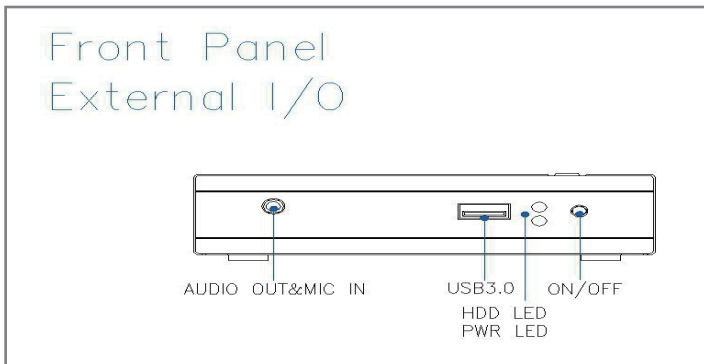 Front Panel
External I/O
AUDIO OUT&MIC IN
USB3.0
ON/OFF
HDD LED
PWR LED